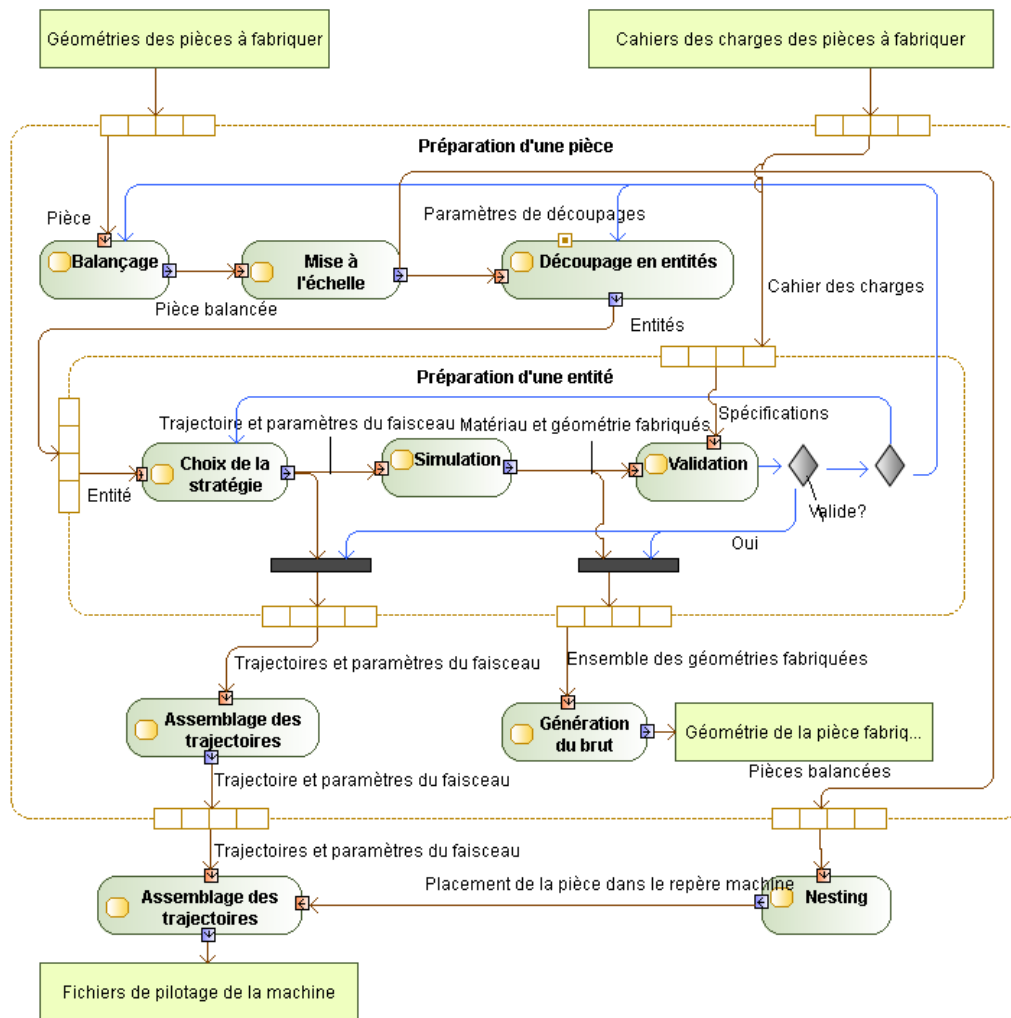 Géométries des pièces à fabriquer
Cahiers des charges des pièces à fabriquer
Préparation d'une pièce
Pièce
Paramètres de découpages
Balançage
Mise à
l'échelle
Découpage en entités
Pièce balancée
Entités
Cahier des charges
Préparation d'une entité
Trajectoire et paramètres du faisceau
Matériau et géométrie fabriqués
Spécifications
Choix de la
stratégie
Simulation
Validation
Entité
Valide?
Oui
Trajectoires et paramètres du faisceau
Ensemble des géométries fabriquées
Assemblage des
trajectoires
Génération
du brut
Géométrie de la pièce fabriq...
Trajectoire et paramètres du faisceau
Pièces balancées
Trajectoires et paramètres du faisceau
Placement de la pièce dans le repère machine
Assemblage des
trajectoires
Nesting
Fichiers de pilotage de la machine